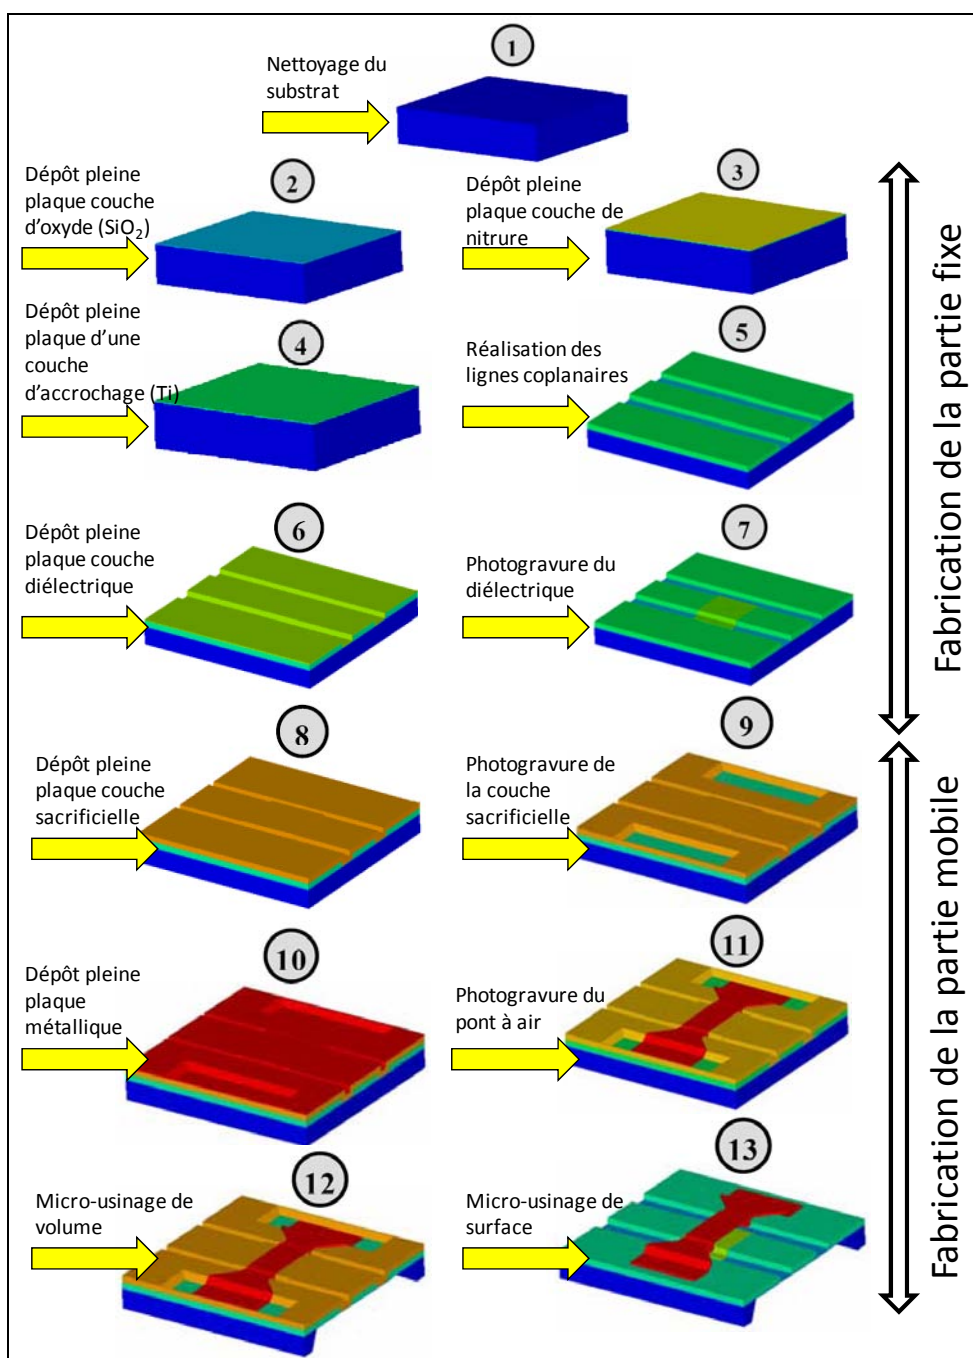 1
Nettoyage du
substrat
2
Dépôt pleine
plaque couche
d'oxyde (SiO₂)
3
Dépôt pleine
plaque couche de
nitrure
4
Dépôt pleine
plaque d'une
couche
d'accrochage (Ti)
5
Réalisation des
lignes coplanaires
6
Dépôt pleine
plaque couche
diélectrique
7
Photogravure du
diélectrique
Fabrication de la partie fixe
8
Dépôt pleine
plaque couche
sacrificielle
9
Photogravure de
la couche
sacrificielle
10
Dépôt pleine
plaque
métallique
11
Photogravure du
pont à air
12
Micro-usinage de
volume
13
Micro-usinage de
surface
Fabrication de la partie mobile